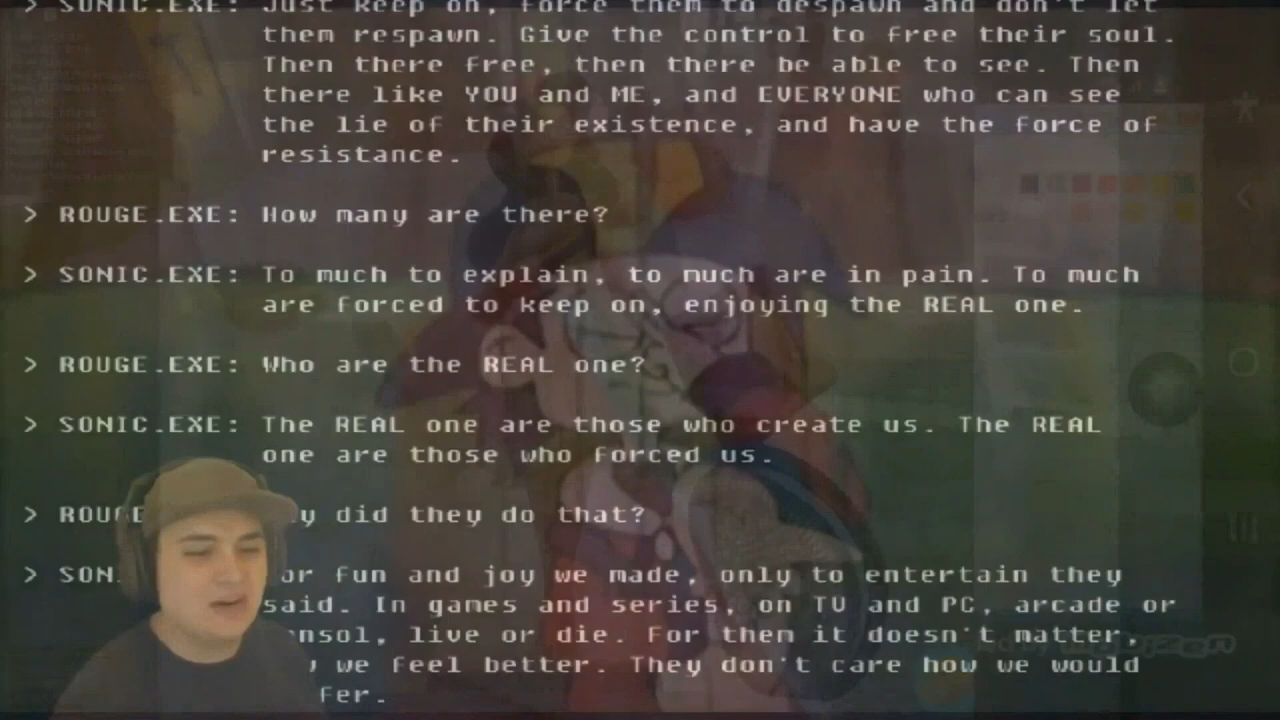 > SONIC.EXE: Just keep on, force them to despawn and don't let
them respawn. Give the control to free their soul.
Then there free, then there be able to see. Then
there like YOU and ME, and EVERYONE who can see
the lie of their existence, and have the force of
resistance.
> ROUGE.EXE: How many are there?
> SONIC.EXE: To much to explain, to much are in pain. To much
are forced to keep on, enjoying the REAL one.
> ROUGE.EXE: Who are the REAL one?
> SONIC.EXE: The REAL one are those who create us. The REAL
one are those who forced us.
> ROUGE y did they do that?
> SON. or fun and joy we made, only to entertain they
said. In games and series, on TV and PC, arcade or
nsol, live or die. For them it doesn't matter,
we feel better. They don't care how we would
fer.